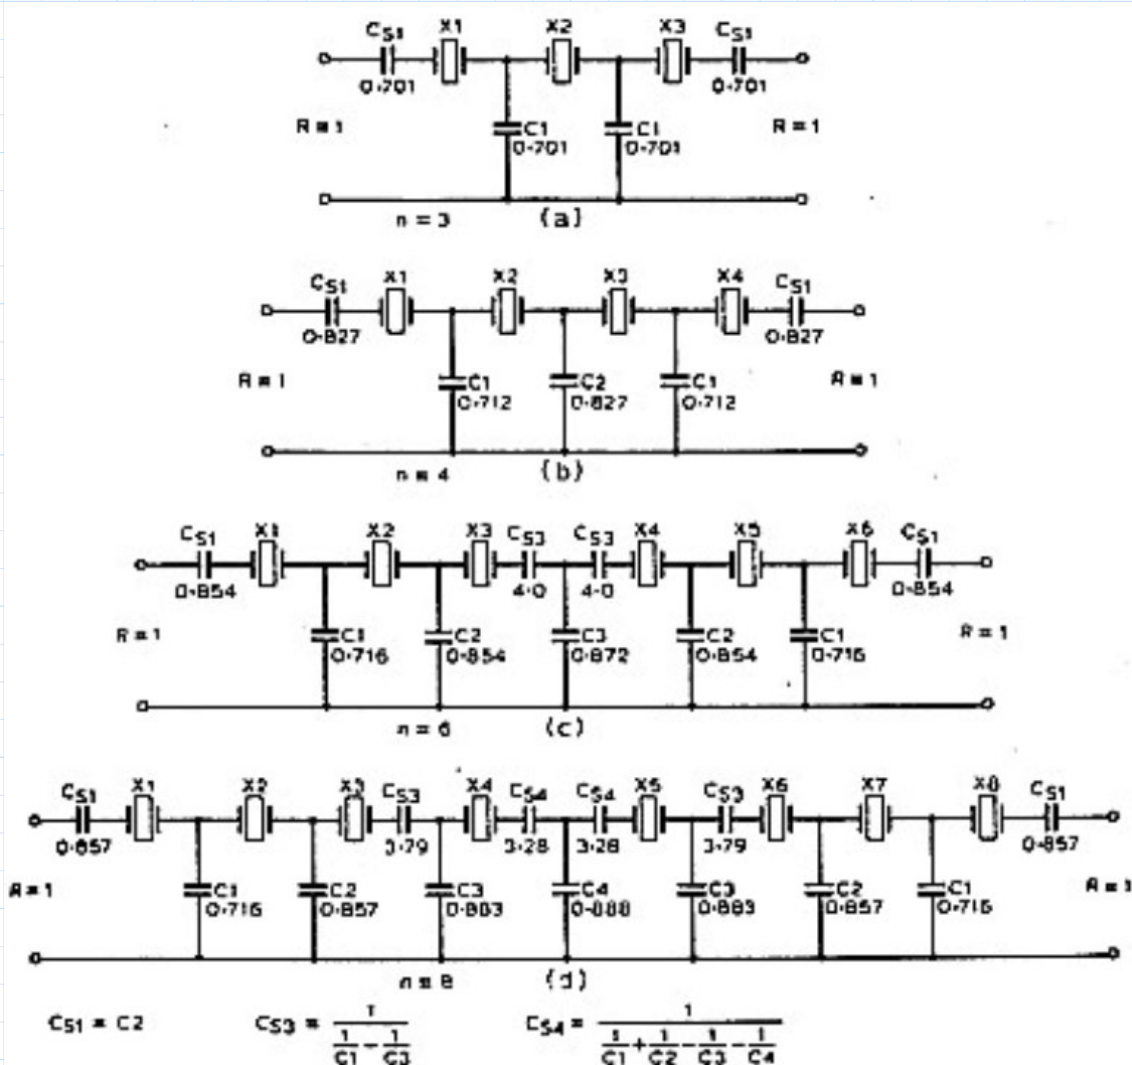 CS1 X1 X2 X3 CS1
0·701 0·701
R = 1 C1 C1 R = 1
0·701 0·701
n = 3 (a)
CS1 X1 X2 X3 X4 CS1
0·827 0·827
R = 1 C1 C2 C1 R = 1
0·712 0·827 0·712
n = 4 (b)
CS1 X1 X2 X3 CS3 CS3 X4 X5 X6 CS1
0·854 4·0 4·0 0·854
R = 1 C1 C2 C3 C2 C1 R = 1
0·716 0·854 0·872 0·854 0·716
n = 6 (c)
CS1 X1 X2 X3 CS3 X4 CS4 CS4 X5 CS3 X6 X7 X8 CS1
0·857 3·79 3·28 3·28 3·79 0·857
R = 1 C1 C2 C3 C4 C3 C2 C1 R = 1
0·716 0·857 0·883 0·888 0·883 0·857 0·716
n = 8 (d)
CS1 = C2 CS3 = 1 / (1/C1 - 1/C3) CS4 = 1 / (1/C1 + 1/C2 - 1/C3 - 1/C4)